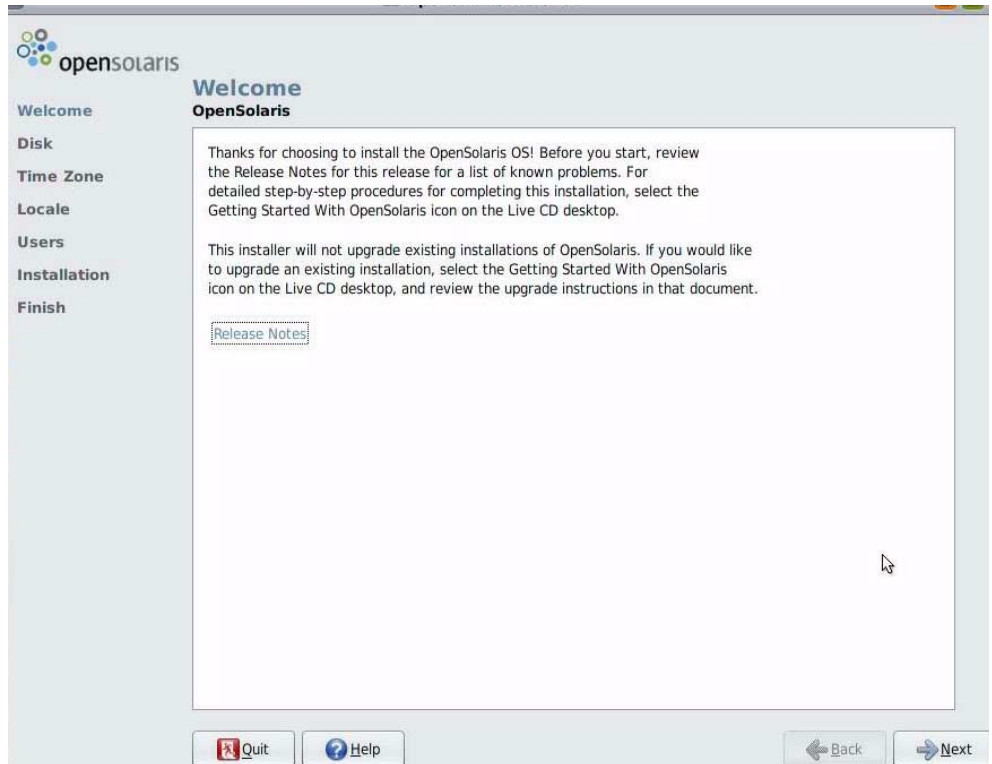 opensolaris
Welcome
OpenSolaris
Welcome
Disk
Time Zone
Locale
Users
Installation
Finish
Thanks for choosing to install the OpenSolaris OS! Before you start, review
the Release Notes for this release for a list of known problems. For
detailed step-by-step procedures for completing this installation, select the
Getting Started With OpenSolaris icon on the Live CD desktop.
This installer will not upgrade existing installations of OpenSolaris. If you would like
to upgrade an existing installation, select the Getting Started With OpenSolaris
icon on the Live CD desktop, and review the upgrade instructions in that document.
Release Notes
Quit
Help
Back
Next